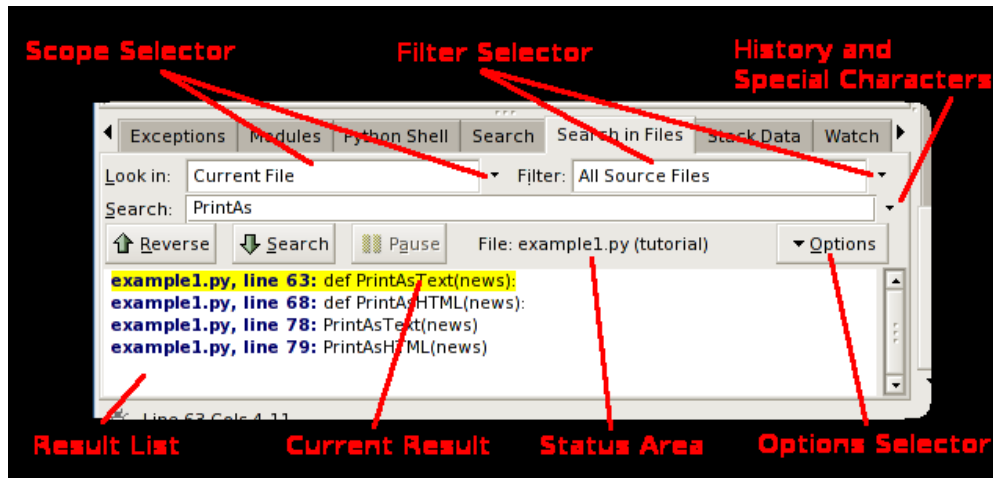 Scope Selector Filter Selector History and
Special Characters
Exceptions Modules Python Shell Search Search in Files Stack Data Watch
Look in: Current File Filter: All Source Files
Search: PrintAs
Reverse Search Pause File: example1.py (tutorial) Options
example1.py, line 63: def PrintAsText(news):
example1.py, line 68: def PrintAsHTML(news):
example1.py, line 78: PrintAsText(news)
example1.py, line 79: PrintAsHTML(news)
Line 63 Cols 4-11
Result List Current Result Status Area Options Selector